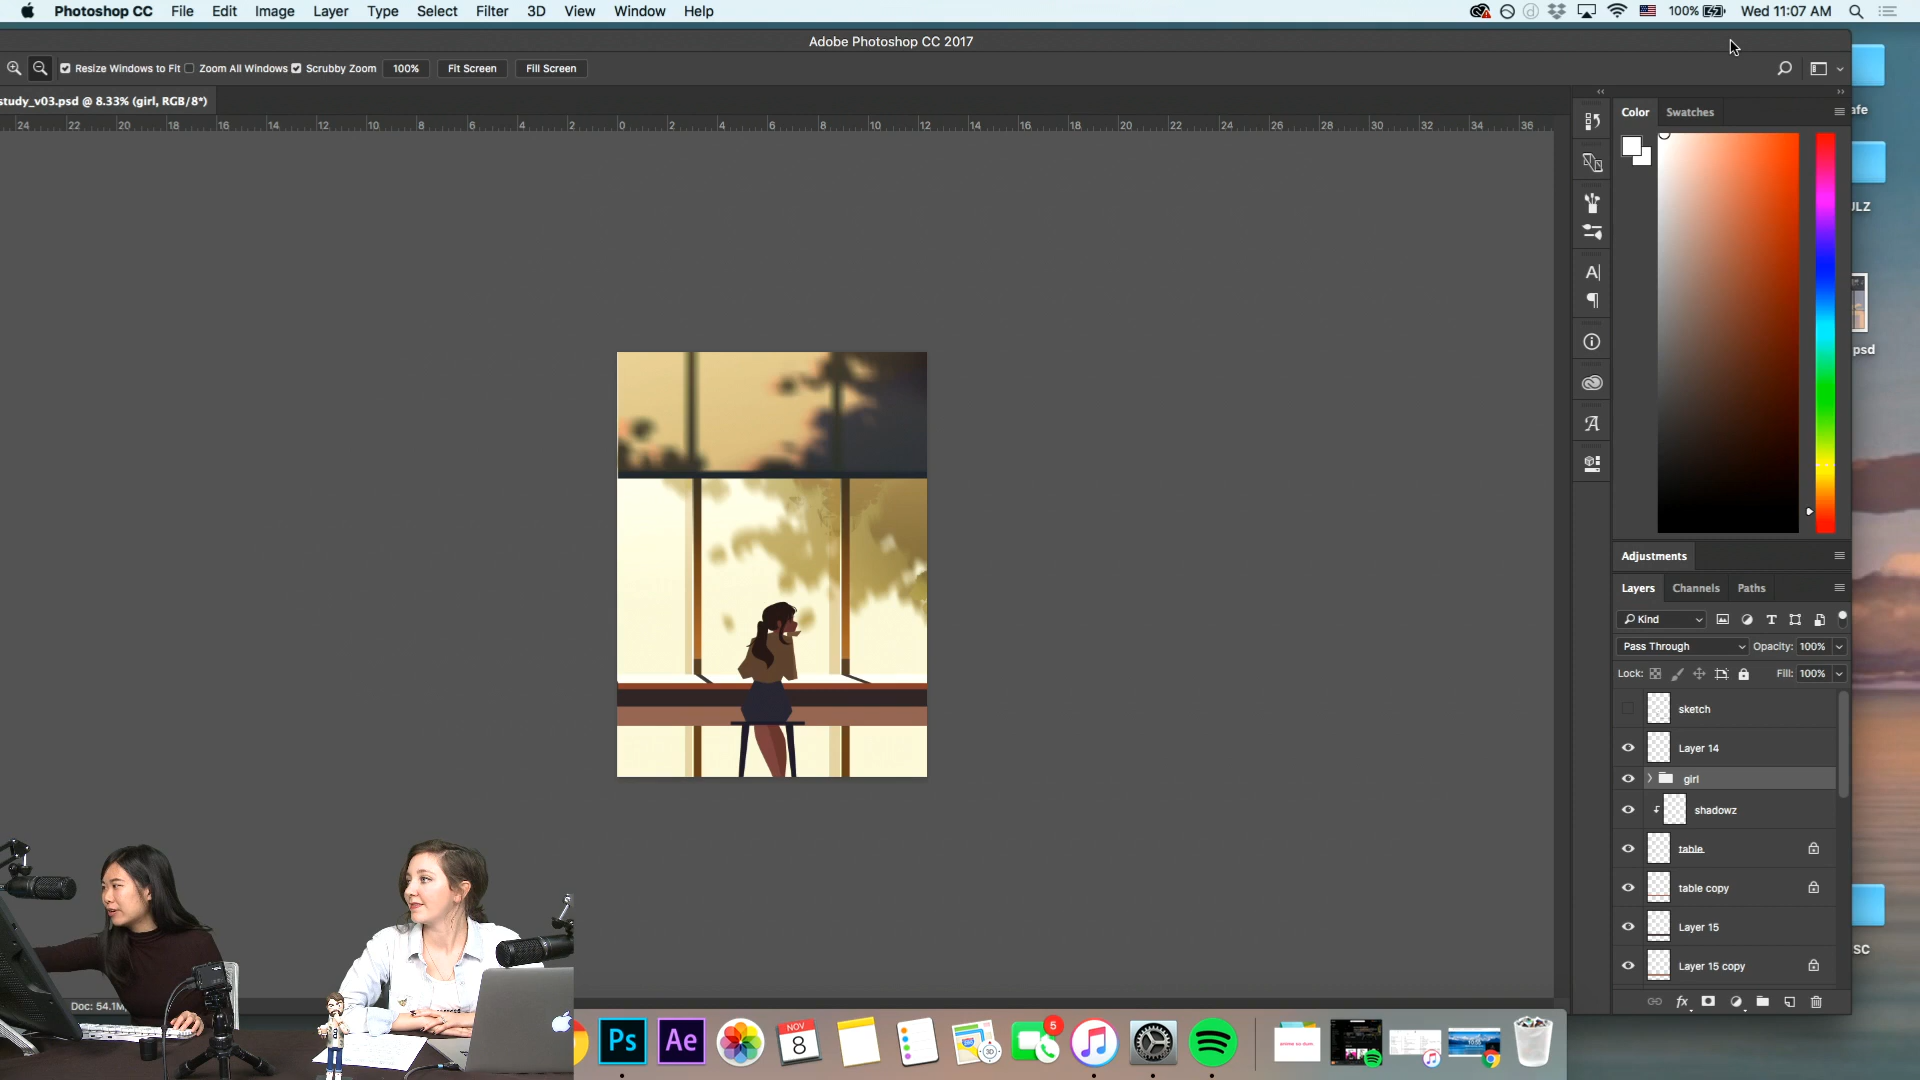 Photoshop CC File Edit Image Layer Type Select Filter 3D View Window Help 100% Wed 11:07 AM
Adobe Photoshop CC 2017
Resize Windows to Fit Zoom All Windows Scrubby Zoom 100% Fit Screen Fill Screen
study_v03.psd @ 8.33% (girl, RGB/8*)
24 22 20 18 16 14 12 10 8 6 4 2 0 2 4 6 8 10 12 14 16 18 20 22 24 26 28 30 32 34 36
Color Swatches
afe
JLZ
psd
Adjustments
Layers Channels Paths
Kind
Pass Through Opacity: 100%
Lock: Fill: 100%
sketch
Layer 14
girl
shadowz
table
table copy
Layer 15
SC
Layer 15 copy
fx
Doc: 54.1M
Ps Ae NOV 8 3D 5